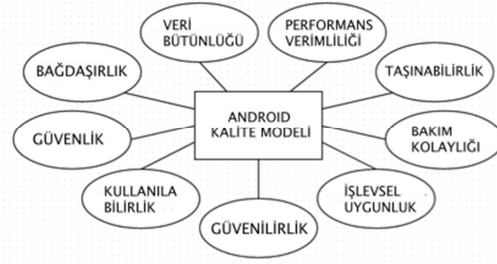 VERİ
BÜTÜNLÜĞÜ
PERFORMANS
VERİMLİLİĞİ
BAĞDAŞIRLIK
TAŞINABİLİRLİK
ANDROID
KALİTE MODELİ
GÜVENLİK
BAKIM
KOLAYLIĞI
KULLANILA
BİLİRLİK
İŞLEVSEL
UYGUNLUK
GÜVENİLİRLİK